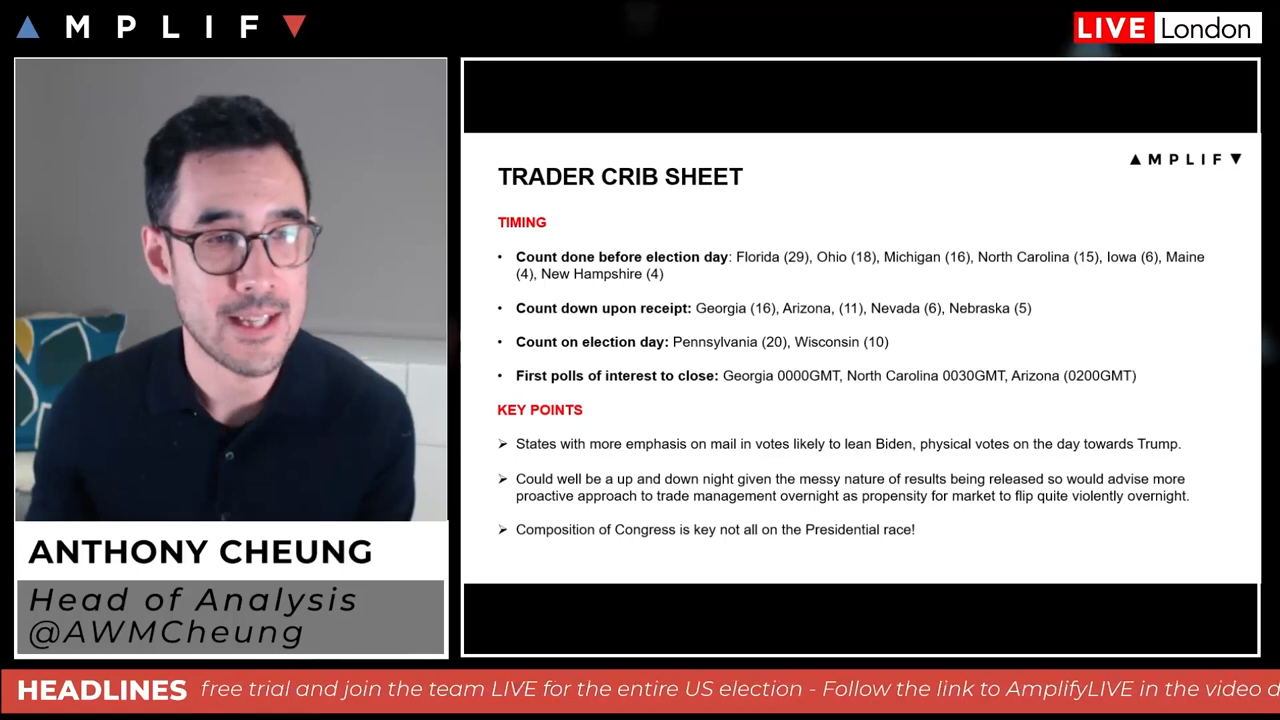 AMPLIFY
LIVE London
AMPLIFY
TRADER CRIB SHEET
TIMING
• Count done before election day: Florida (29), Ohio (18), Michigan (16), North Carolina (15), Iowa (6), Maine
(4), New Hampshire (4)
• Count down upon receipt: Georgia (16), Arizona, (11), Nevada (6), Nebraska (5)
• Count on election day: Pennsylvania (20), Wisconsin (10)
• First polls of interest to close: Georgia 0000GMT, North Carolina 0030GMT, Arizona (0200GMT)
KEY POINTS
➢ States with more emphasis on mail in votes likely to lean Biden, physical votes on the day towards Trump.
➢ Could well be a up and down night given the messy nature of results being released so would advise more
proactive approach to trade management overnight as propensity for market to flip quite violently overnight.
➢ Composition of Congress is key not all on the Presidential race!
ANTHONY CHEUNG
Head of Analysis
@AWMCheung
HEADLINES free trial and join the team LIVE for the entire US election - Follow the link to AmplifyLIVE in the video